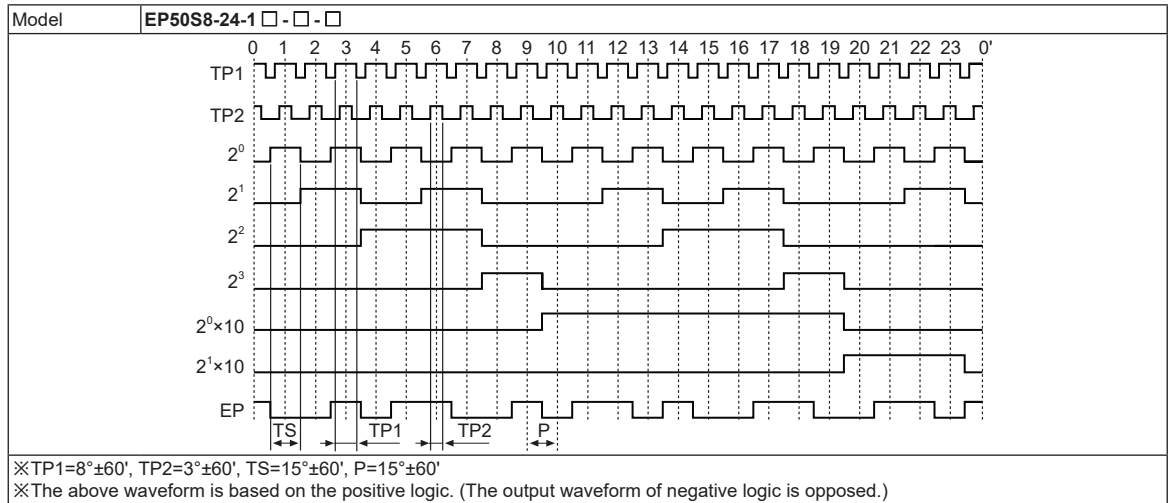 Model EP50S8-24-1 □ - □ - □
0 1 2 3 4 5 6 7 8 9 10 11 12 13 14 15 16 17 18 19 20 21 22 23 0'
TP1
TP2
2⁰
2¹
2²
2³
2⁰×10
2¹×10
EP
TS TP1 TP2 P
※TP1=8°±60', TP2=3°±60', TS=15°±60', P=15°±60'
※The above waveform is based on the positive logic. (The output waveform of negative logic is opposed.)